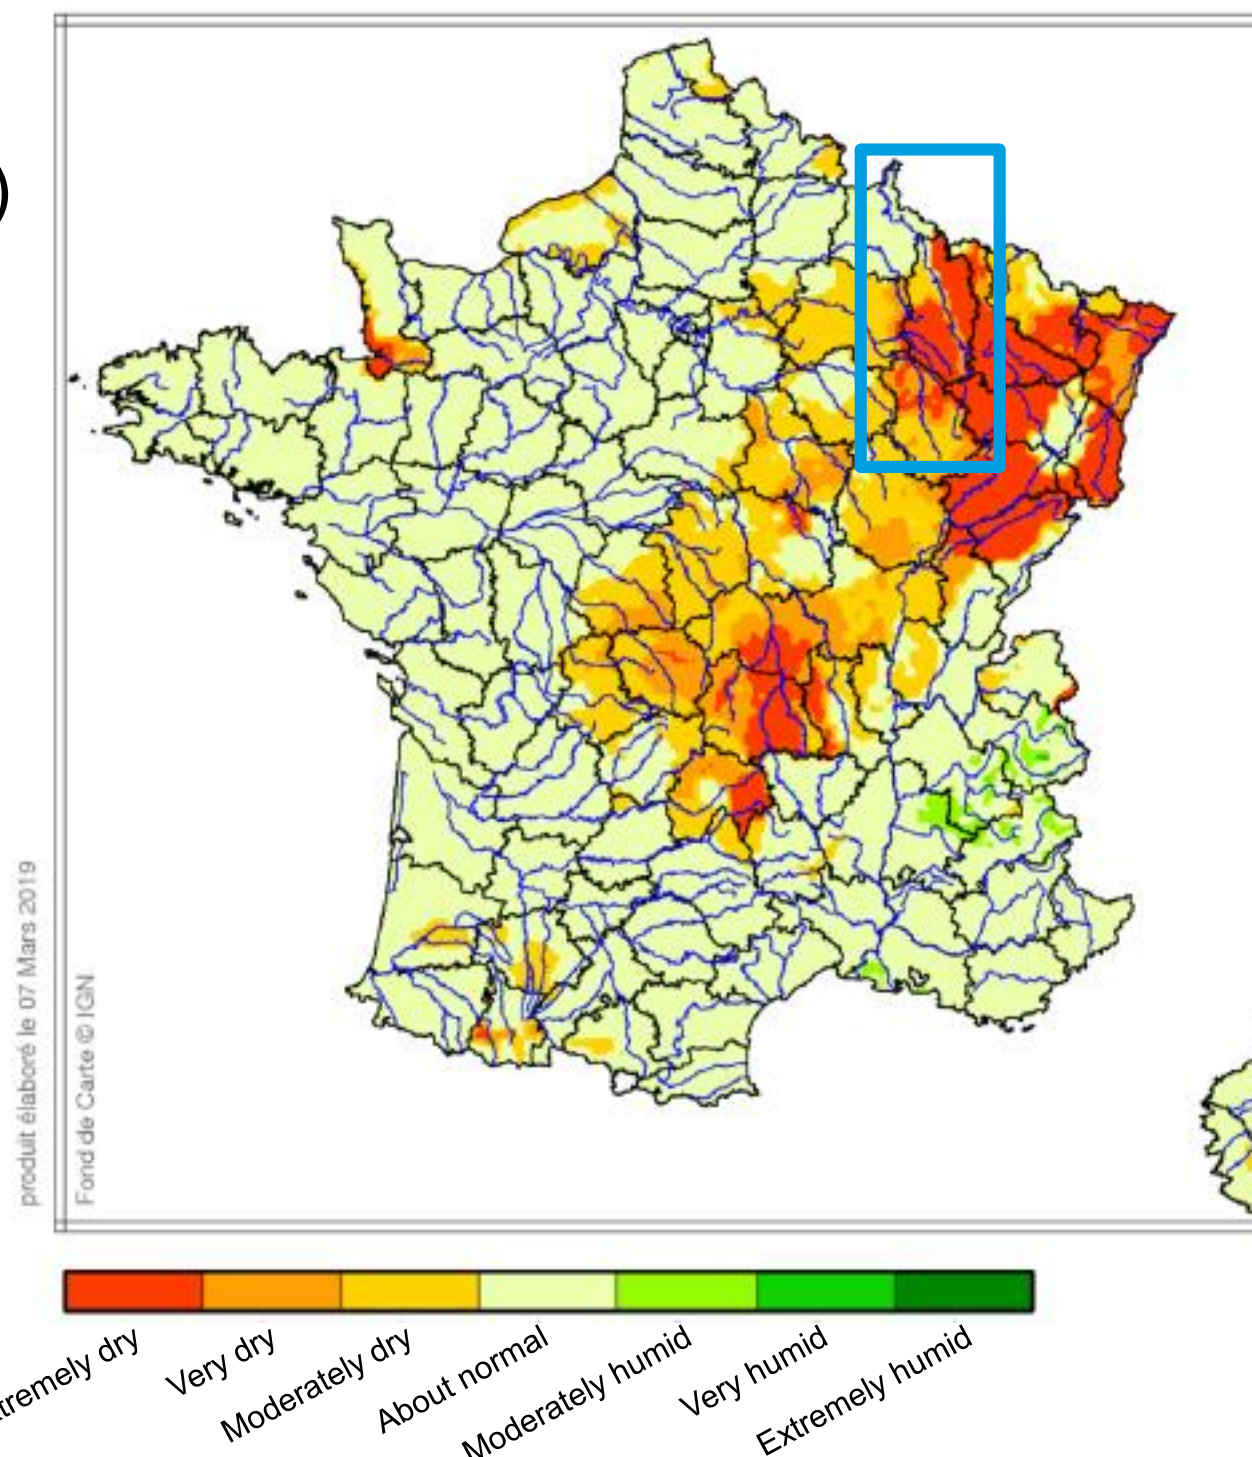 )
produit élaboré le 07 Mars 2019
Fond de Carte © IGN
tremely dry
Very dry
Moderately dry
About normal
Moderately humid
Very humid
Extremely humid